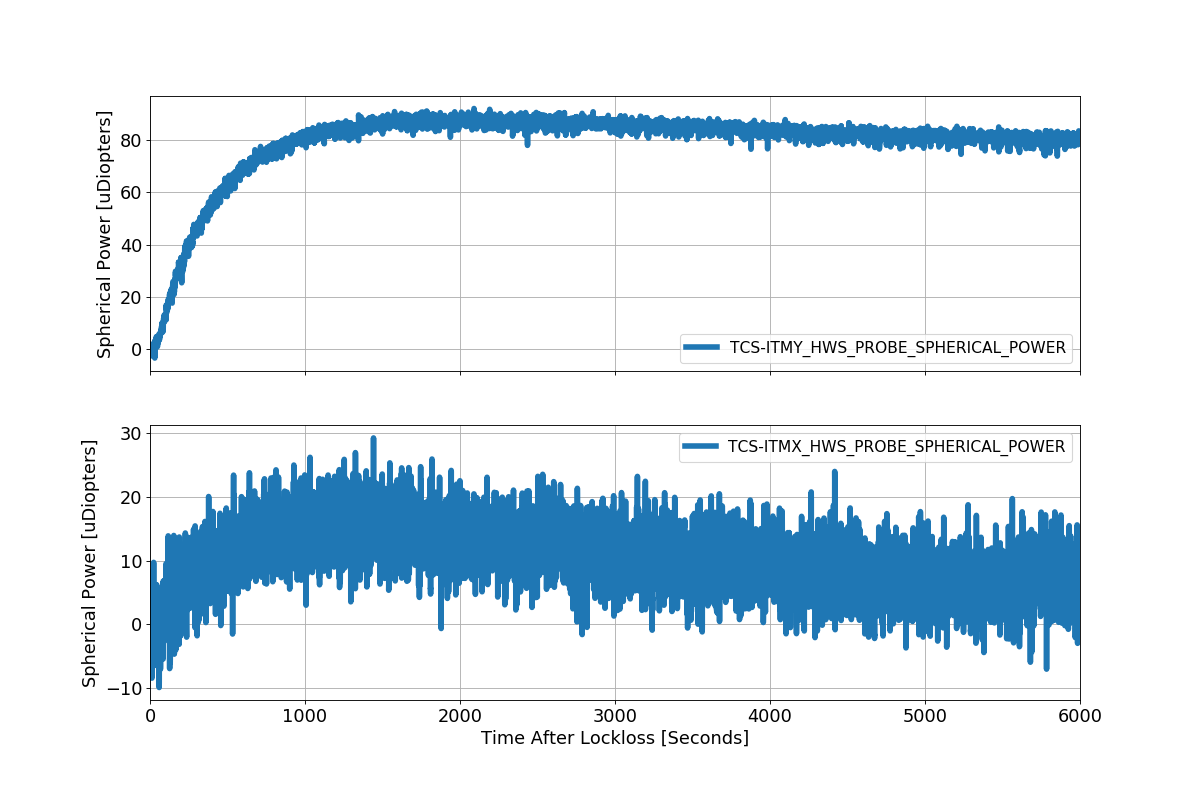 Spherical Power [uDiopters]
80
60
40
20
0
TCS-ITMY_HWS_PROBE_SPHERICAL_POWER
Spherical Power [uDiopters]
30
20
10
0
−10
TCS-ITMX_HWS_PROBE_SPHERICAL_POWER
0 1000 2000 3000 4000 5000 6000
Time After Lockloss [Seconds]